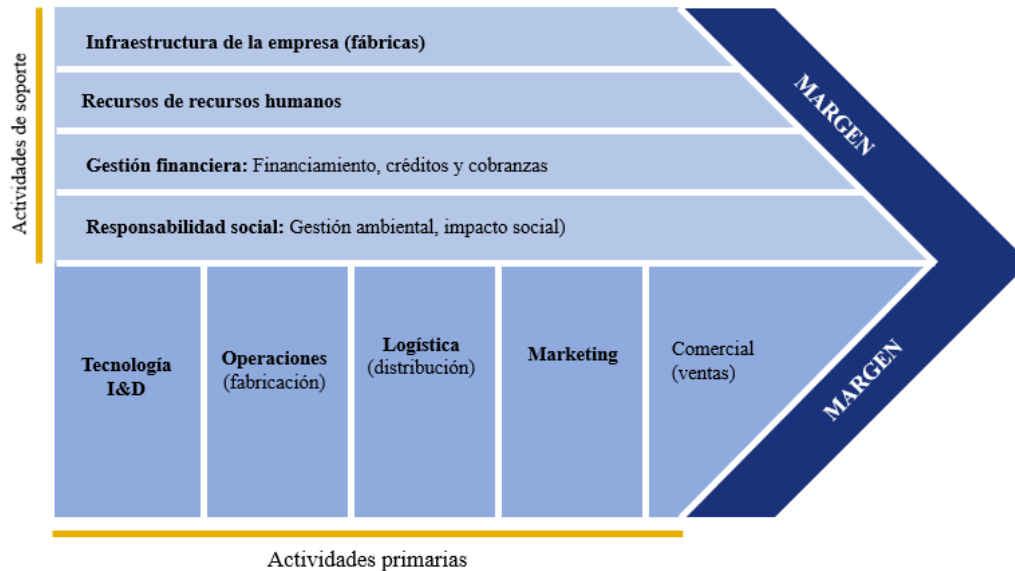 Actividades de soporte
Infraestructura de la empresa (fábricas)
Recursos de recursos humanos
Gestión financiera: Financiamiento, créditos y cobranzas
Responsabilidad social: Gestión ambiental, impacto social)
MARGEN
Tecnología
I&D
Operaciones
(fabricación)
Logística
(distribución)
Marketing
Comercial
(ventas)
MARGEN
Actividades primarias